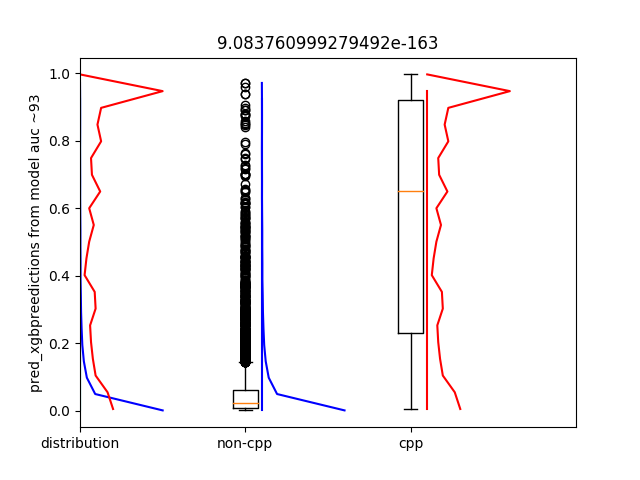 9.083760999279492e-163
pred_xgbpreedictions from model auc ~93
1.0
0.8
0.6
0.4
0.2
0.0
distribution
non-cpp
cpp